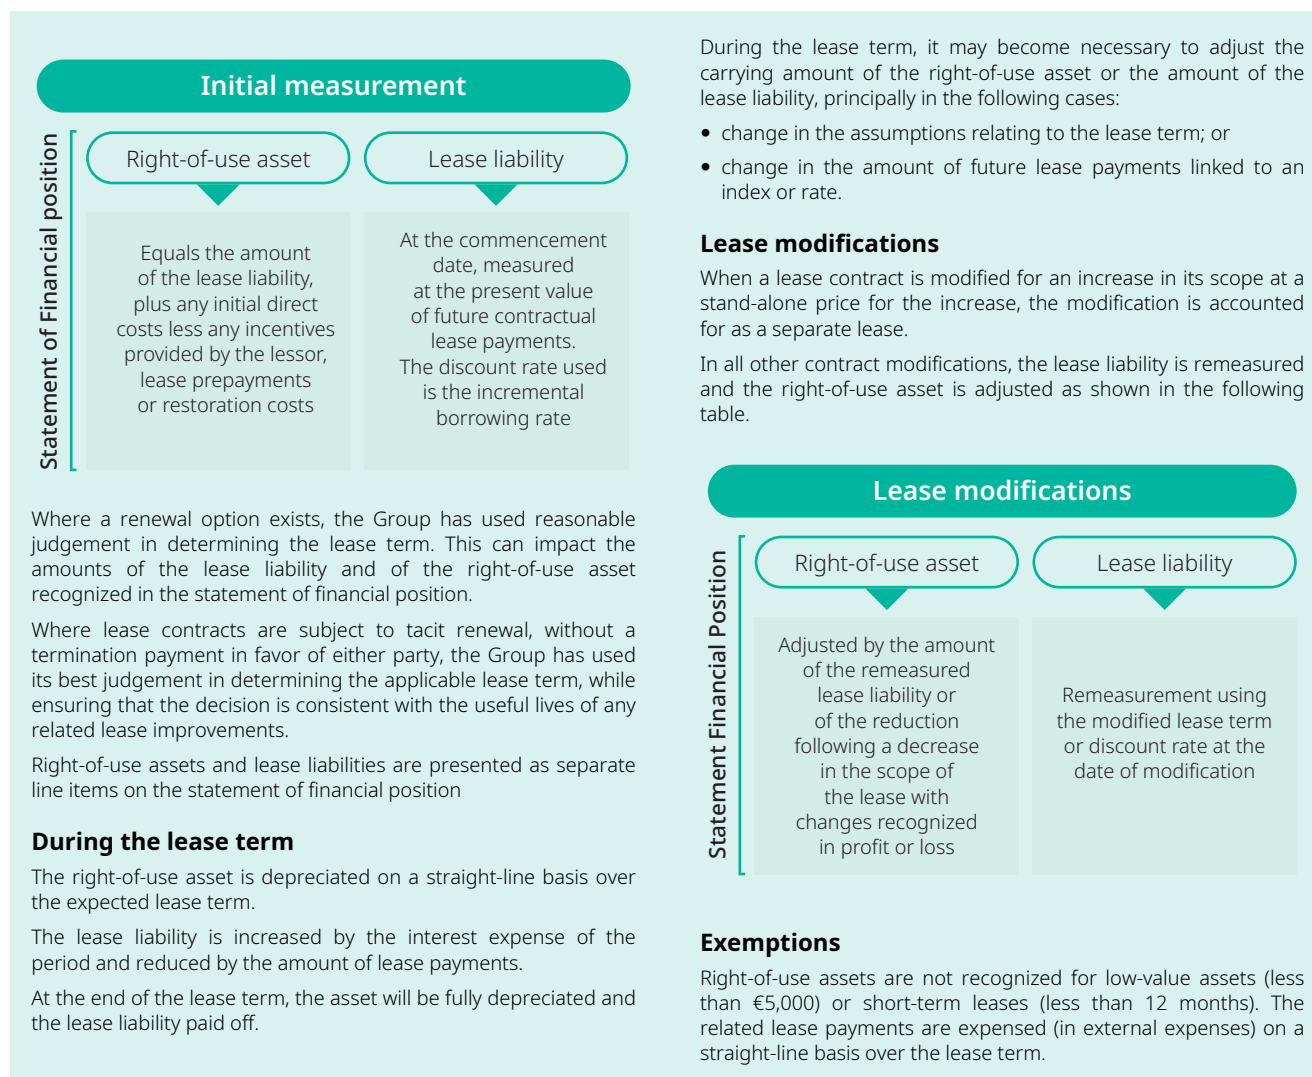 Initial measurement
Statement of Financial position
Right-of-use asset
Equals the amount
of the lease liability,
plus any initial direct
costs less any incentives
provided by the lessor,
lease prepayments
or restoration costs
Lease liability
At the commencement
date, measured
at the present value
of future contractual
lease payments.
The discount rate used
is the incremental
borrowing rate
Where a renewal option exists, the Group has used reasonable
judgement in determining the lease term. This can impact the
amounts of the lease liability and of the right-of-use asset
recognized in the statement of financial position.
Where lease contracts are subject to tacit renewal, without a
termination payment in favor of either party, the Group has used
its best judgement in determining the applicable lease term, while
ensuring that the decision is consistent with the useful lives of any
related lease improvements.
Right-of-use assets and lease liabilities are presented as separate
line items on the statement of financial position
During the lease term
The right-of-use asset is depreciated on a straight-line basis over
the expected lease term.
The lease liability is increased by the interest expense of the
period and reduced by the amount of lease payments.
At the end of the lease term, the asset will be fully depreciated and
the lease liability paid off.
During the lease term, it may become necessary to adjust the
carrying amount of the right-of-use asset or the amount of the
lease liability, principally in the following cases:
• change in the assumptions relating to the lease term; or
• change in the amount of future lease payments linked to an
index or rate.
Lease modifications
When a lease contract is modified for an increase in its scope at a
stand-alone price for the increase, the modification is accounted
for as a separate lease.
In all other contract modifications, the lease liability is remeasured
and the right-of-use asset is adjusted as shown in the following
table.
Lease modifications
Statement Financial Position
Right-of-use asset
Adjusted by the amount
of the remeasured
lease liability or
of the reduction
following a decrease
in the scope of
the lease with
changes recognized
in profit or loss
Lease liability
Remeasurement using
the modified lease term
or discount rate at the
date of modification
Exemptions
Right-of-use assets are not recognized for low-value assets (less
than €5,000) or short-term leases (less than 12 months). The
related lease payments are expensed (in external expenses) on a
straight-line basis over the lease term.